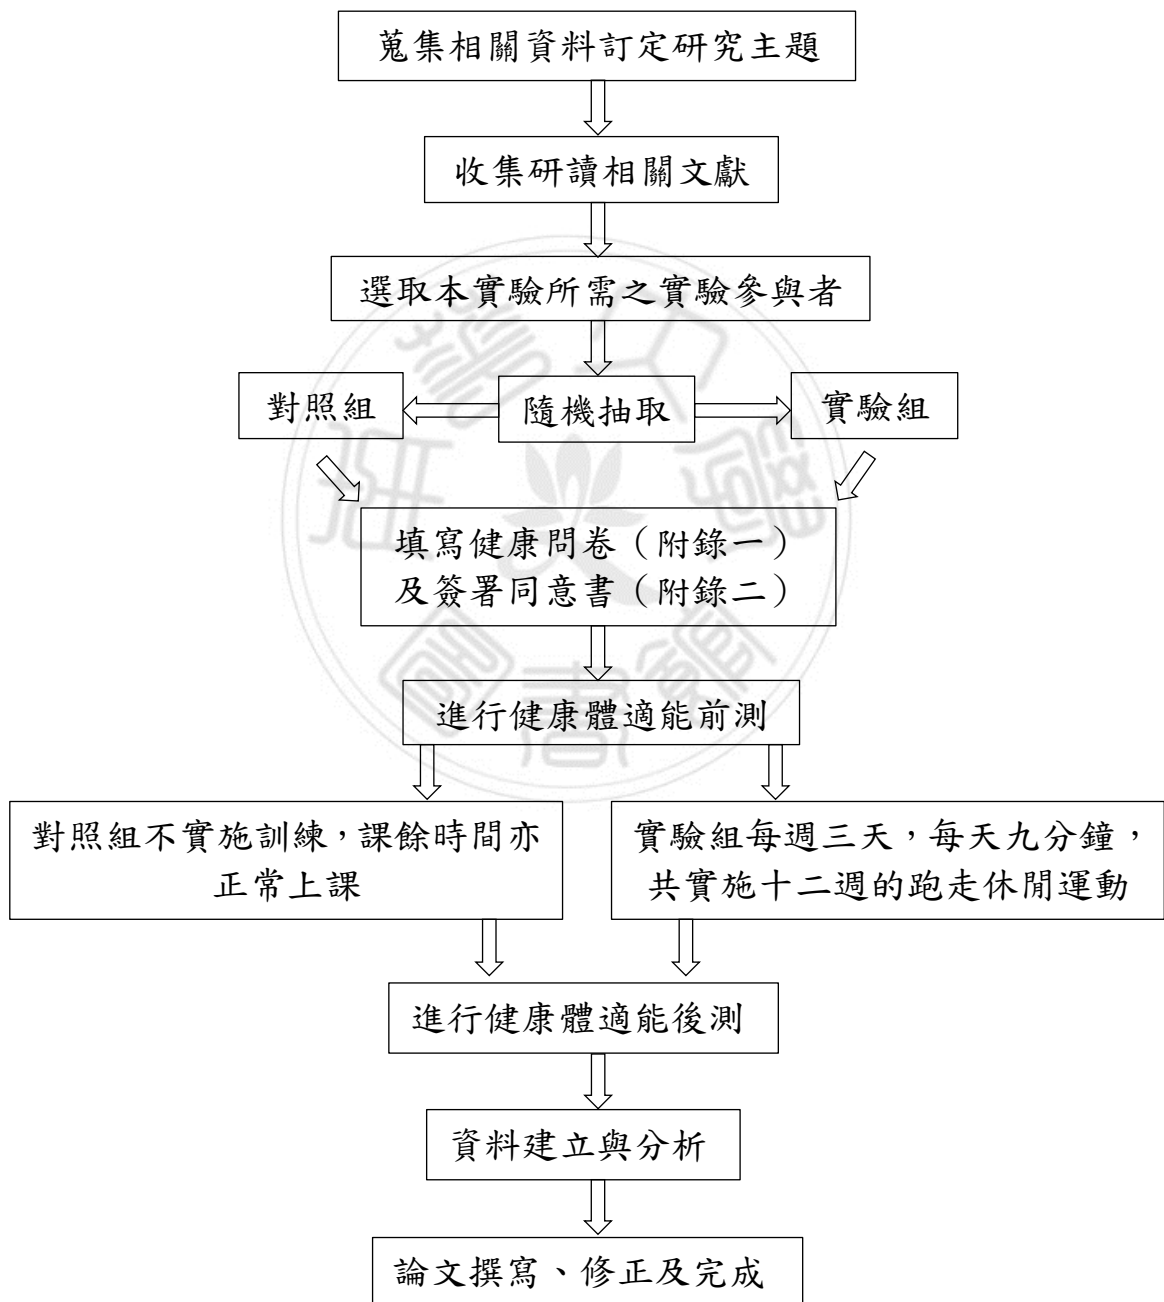 蒐集相關資料訂定研究主題
收集研讀相關文獻
選取本實驗所需之實驗參與者
對照組
隨機抽取
實驗組
填寫健康問卷（附錄一）
及簽署同意書（附錄二）
進行健康體適能前測
對照組不實施訓練，課餘時間亦
正常上課
實驗組每週三天，每天九分鐘，
共實施十二週的跑走休閒運動
進行健康體適能後測
資料建立與分析
論文撰寫、修正及完成